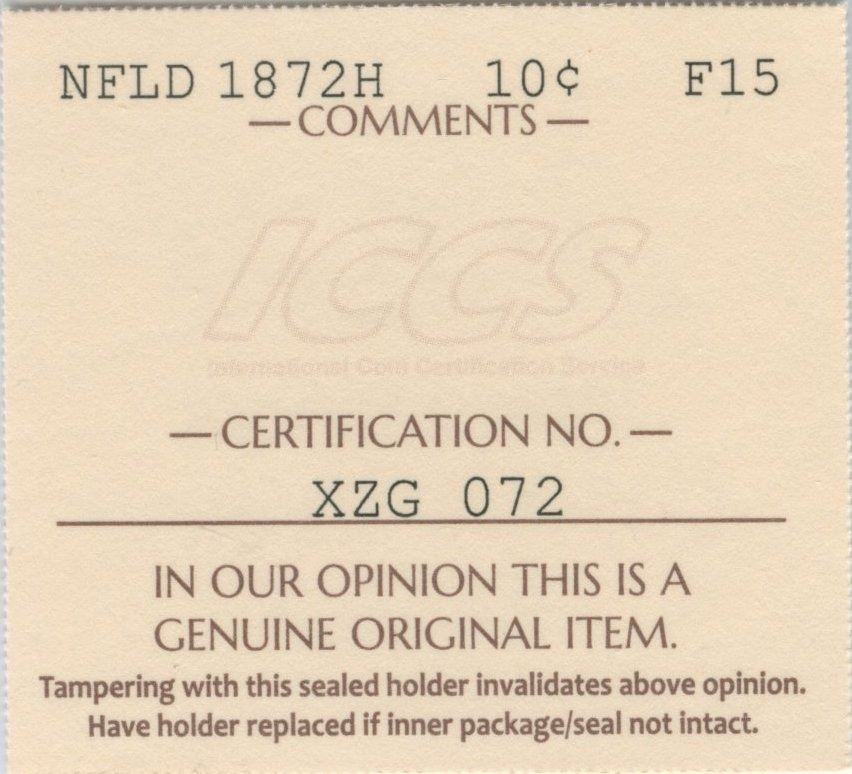 NFLD 1872H 10¢ F15
— COMMENTS —
ICCS
International Coin Certification Service
— CERTIFICATION NO. —
XZG 072
IN OUR OPINION THIS IS A
GENUINE ORIGINAL ITEM.
Tampering with this sealed holder invalidates above opinion.
Have holder replaced if inner package/seal not intact.